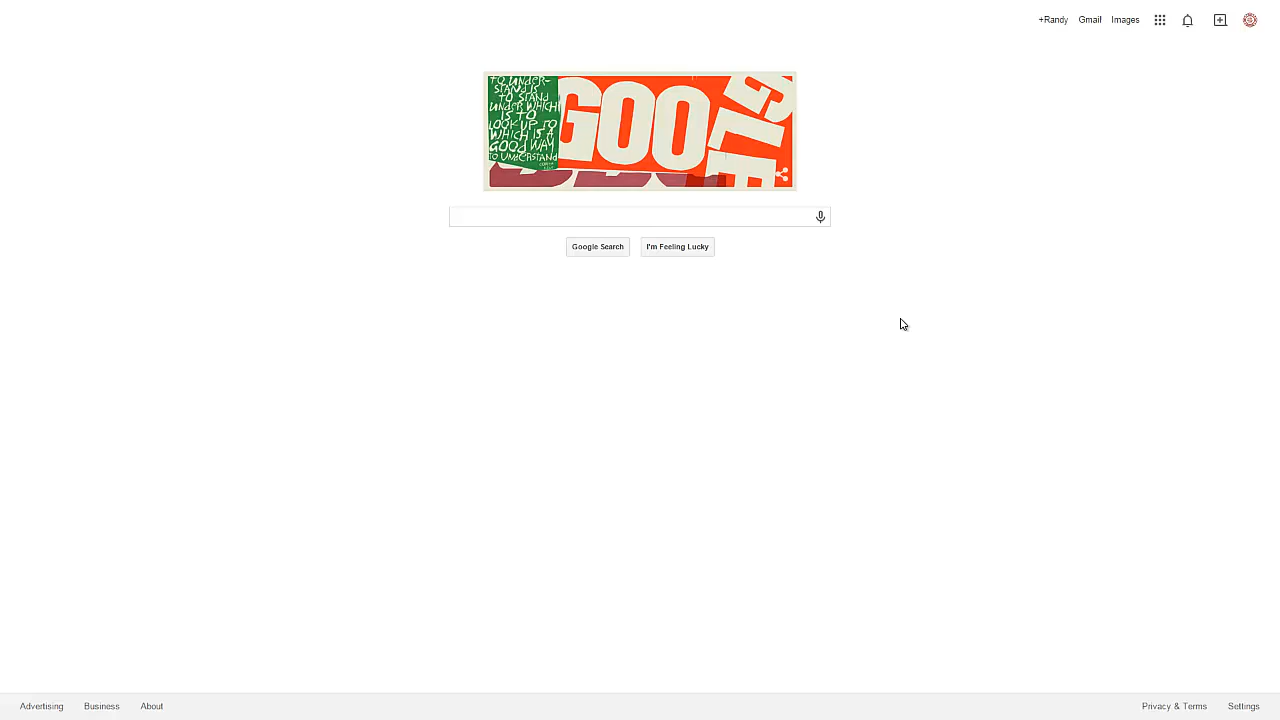 +Randy Gmail Images
TO UNDER-
STAND IS
TO STAND
UNDER WHICH
IS TO
LOOK UP TO
WHICH IS A
GOOD WAY
TO UNDERSTAND
GOOGLE
Google Search I'm Feeling Lucky
Advertising Business About Privacy & Terms Settings